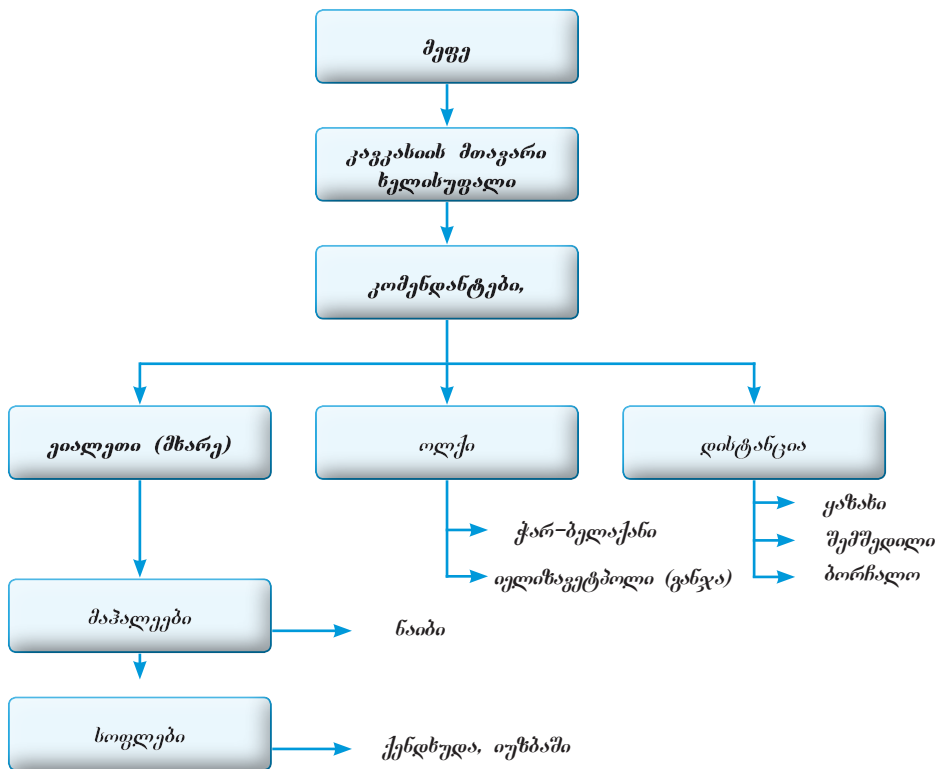 მეფე
კავკასიის მთავარი
ხელისუფალი
კომენდანტები,
ეიალეთი (მხარე)
ოლქი
დისტანცია
ყაზახი
შემშედილი
ბორჩალო
ჭარ-ბელაქანი
იელიზავეტპოლი (განჯა)
მაჰალეები
ნაიბი
სოფლები
ქენდხუდა, იუზბაში